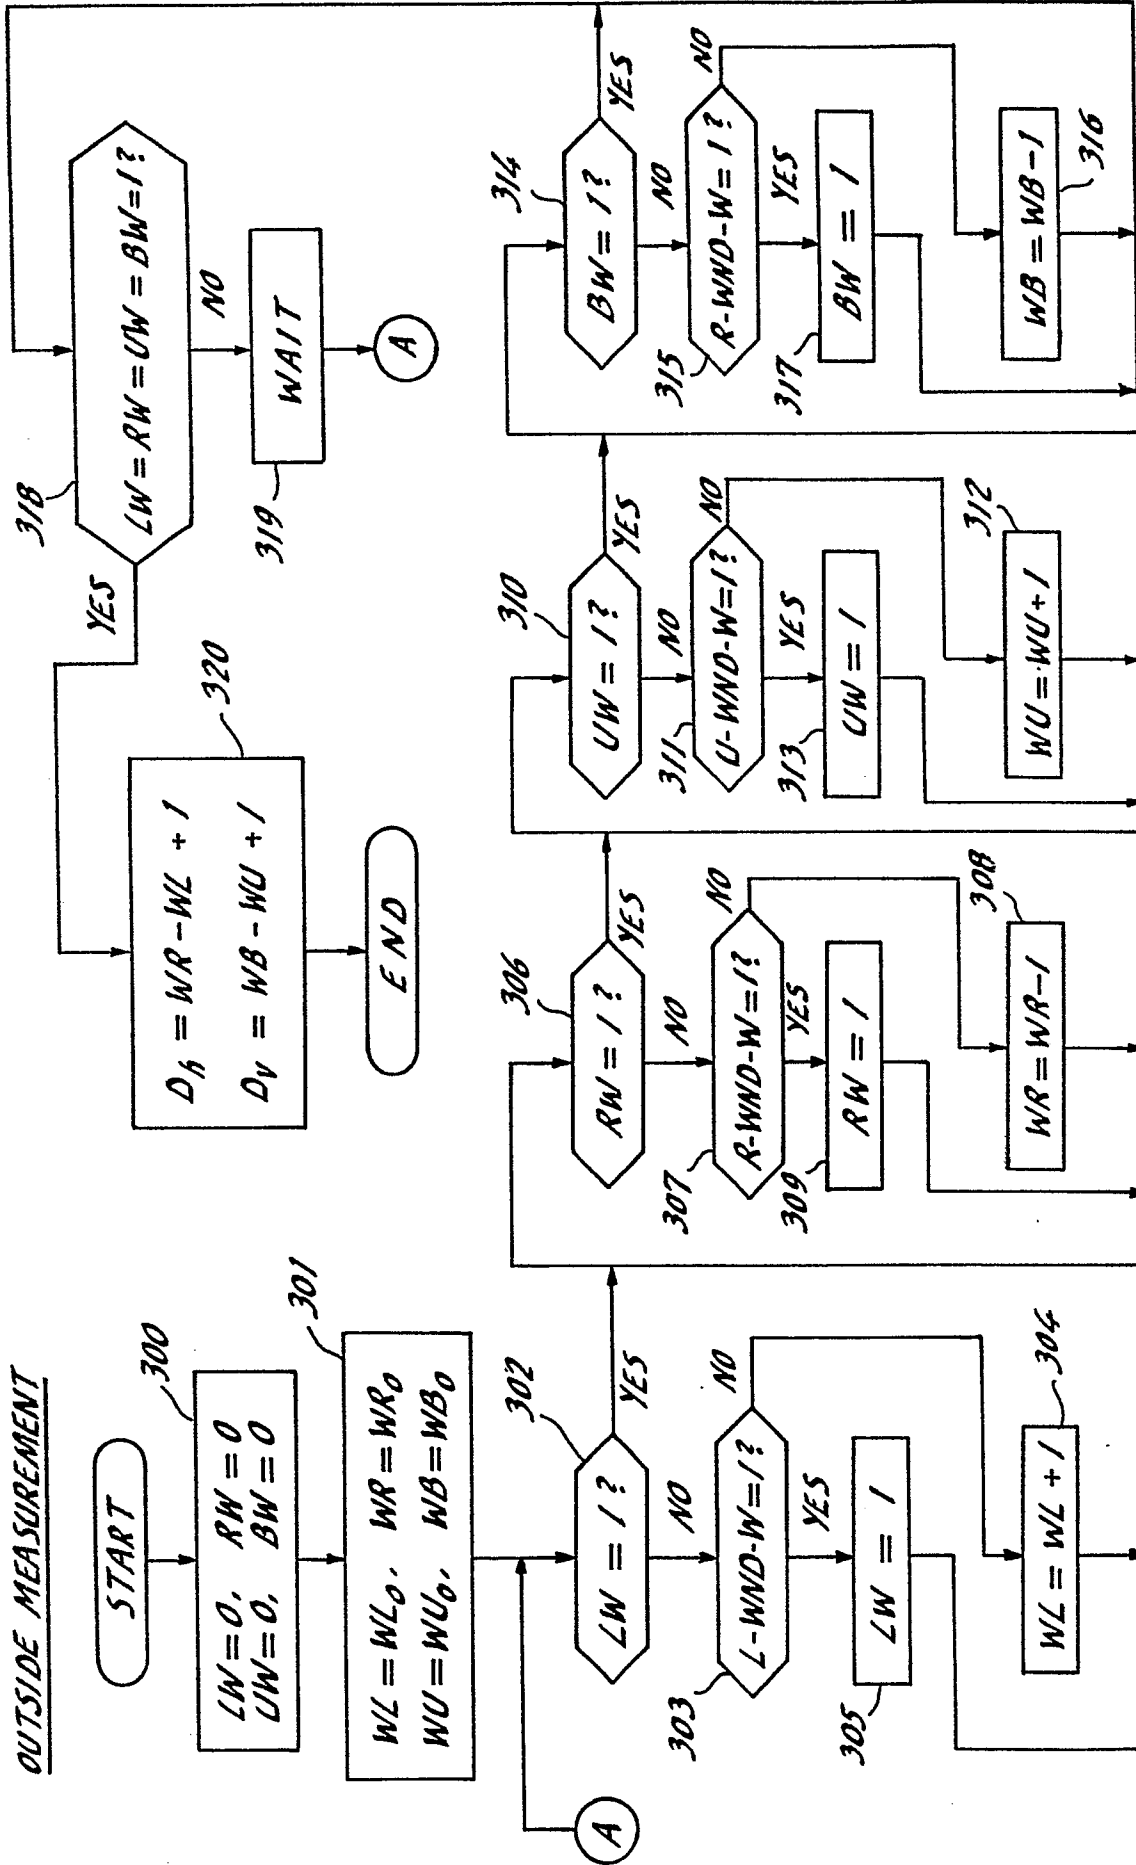 OUTSIDE MEASUREMENT
START
300
LW=0, RW=0
UW=0, BW=0
301
WL=WL₀, WR=WR₀
WU=WU₀, WB=WB₀
A
302
LW=1?
YES
NO
303
L-WND-W=1?
NO
YES
305
LW=1
304
WL=WL+1
306
RW=1?
YES
NO
307
R-WND-W=1?
NO
YES
309
RW=1
308
WR=WR-1
310
UW=1?
YES
NO
311
U-WND-W=1?
NO
YES
313
UW=1
312
WU=WU+1
314
BW=1?
YES
NO
315
R-WND-W=1?
NO
YES
317
BW=1
316
WB=WB-1
318
LW=RW=UW=BW=1?
YES
NO
319
WAIT
A
320
Dh=WR-WL+1
Dv=WB-WU+1
END